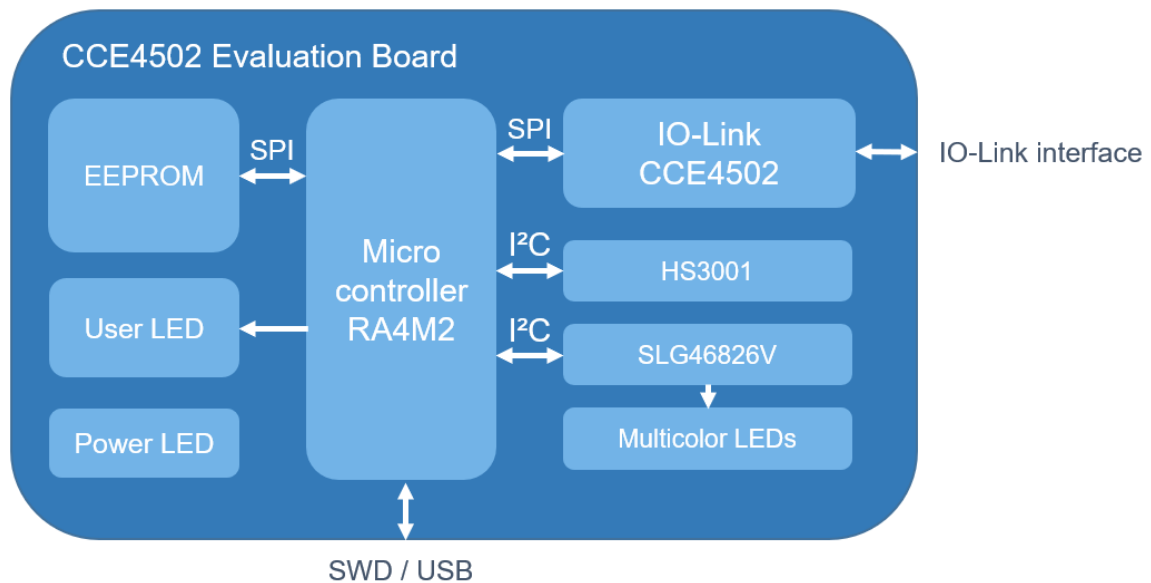 CCE4502 Evaluation Board
EEPROM
SPI
Micro
controller
RA4M2
SPI
IO-Link
CCE4502
IO-Link interface
I²C
HS3001
User LED
I²C
SLG46826V
Power LED
Multicolor LEDs
SWD / USB